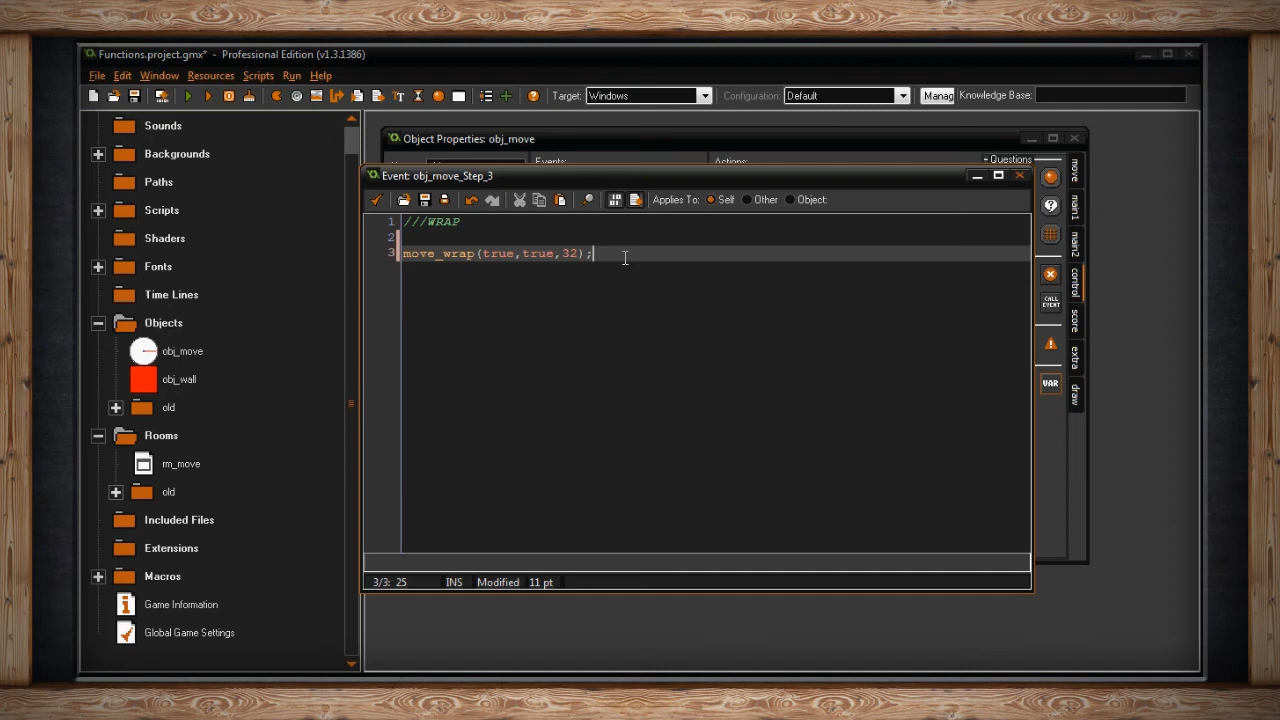 Functions.project.gmx* - Professional Edition (v1.3.1386)
File Edit Window Resources Scripts Run Help
Target: Windows Configuration: Default Manag Knowledge Base:
Sounds
Backgrounds
Paths
Scripts
Shaders
Fonts
Time Lines
Objects
obj_move
obj_wall
old
Rooms
rm_move
old
Included Files
Extensions
Macros
Game Information
Global Game Settings
Object Properties: obj_move
Events: Actions: Questions
Event: obj_move_Step_3
Applies To: Self Other Object:
1 ///WRAP
2
3 move_wrap(true,true,32);
3/3: 25 INS Modified 11 pt
move
main1
main2
control
score
extra
draw
CALL EVENT
VAR